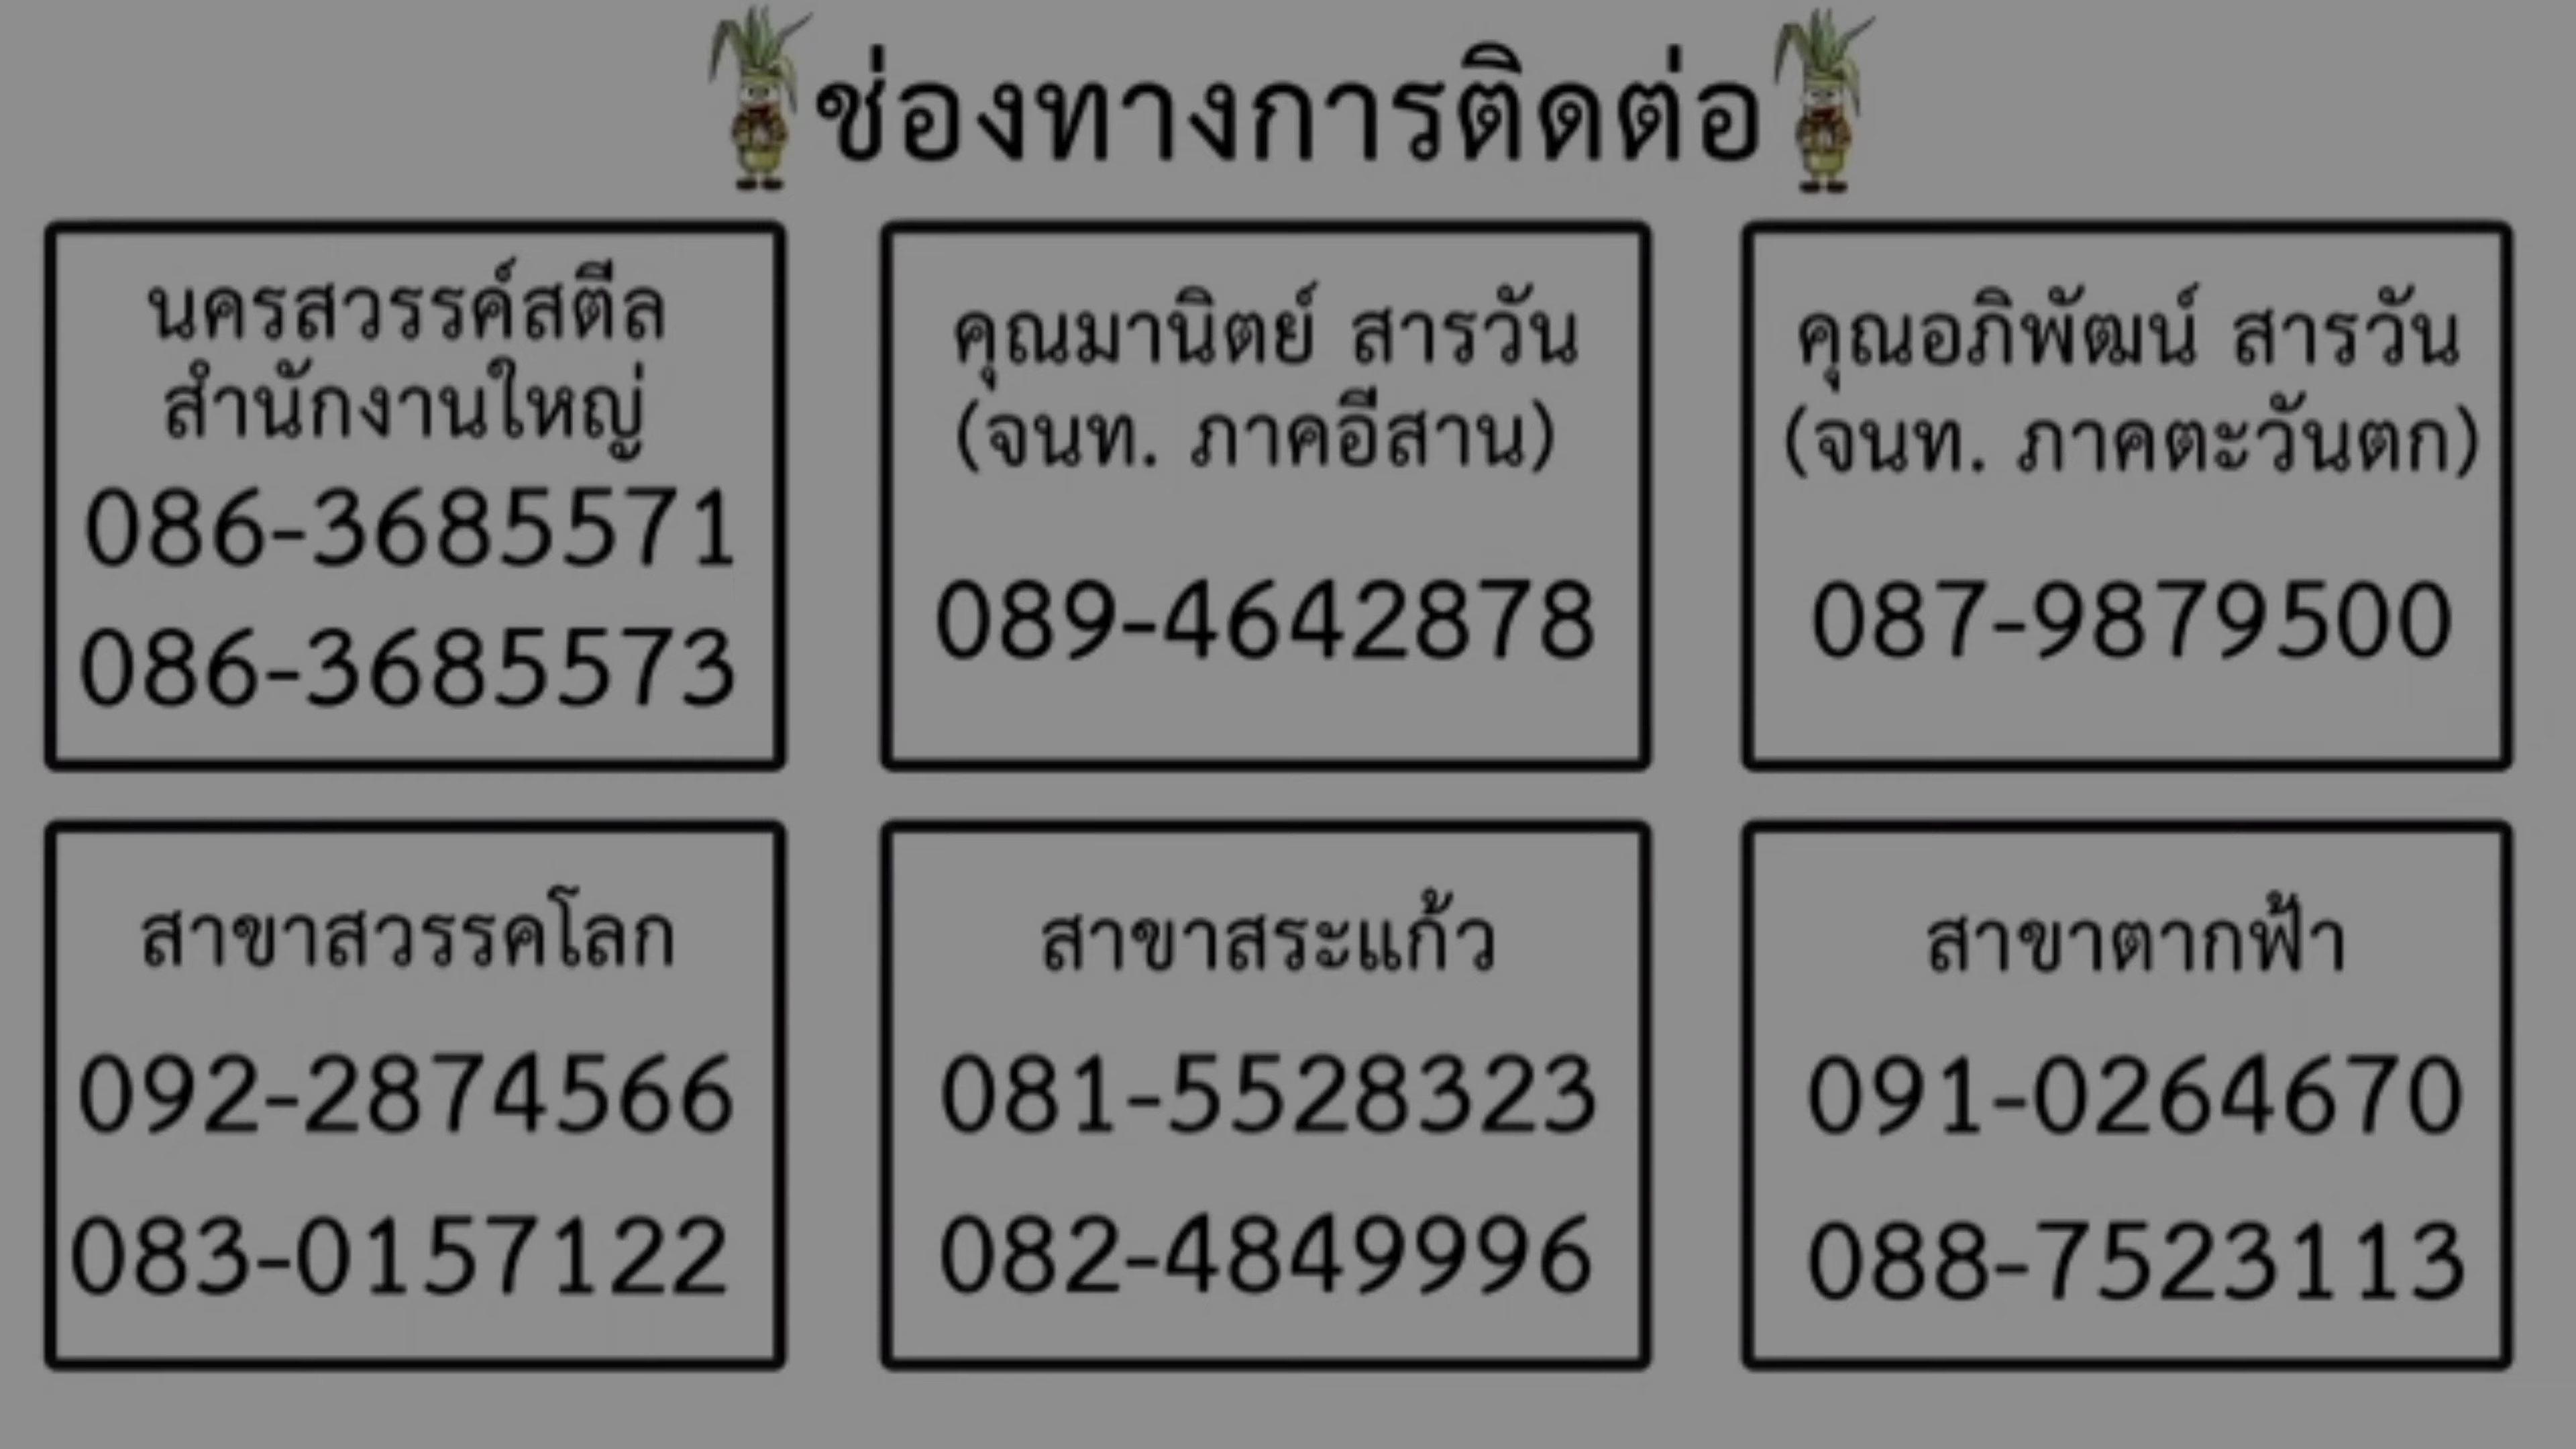 ช่องทางการติดต่อ
นครสวรรค์สตีล
สำนักงานใหญ่
086-3685571
086-3685573
คุณมานิตย์ สารวัน
(จนท. ภาคอีสาน)
089-4642878
คุณอภิพัฒน์ สารวัน
(จนท. ภาคตะวันตก)
087-9879500
สาขาสวรรคโลก
092-2874566
083-0157122
สาขาสระแก้ว
081-5528323
082-4849996
สาขาตากฟ้า
091-0264670
088-7523113